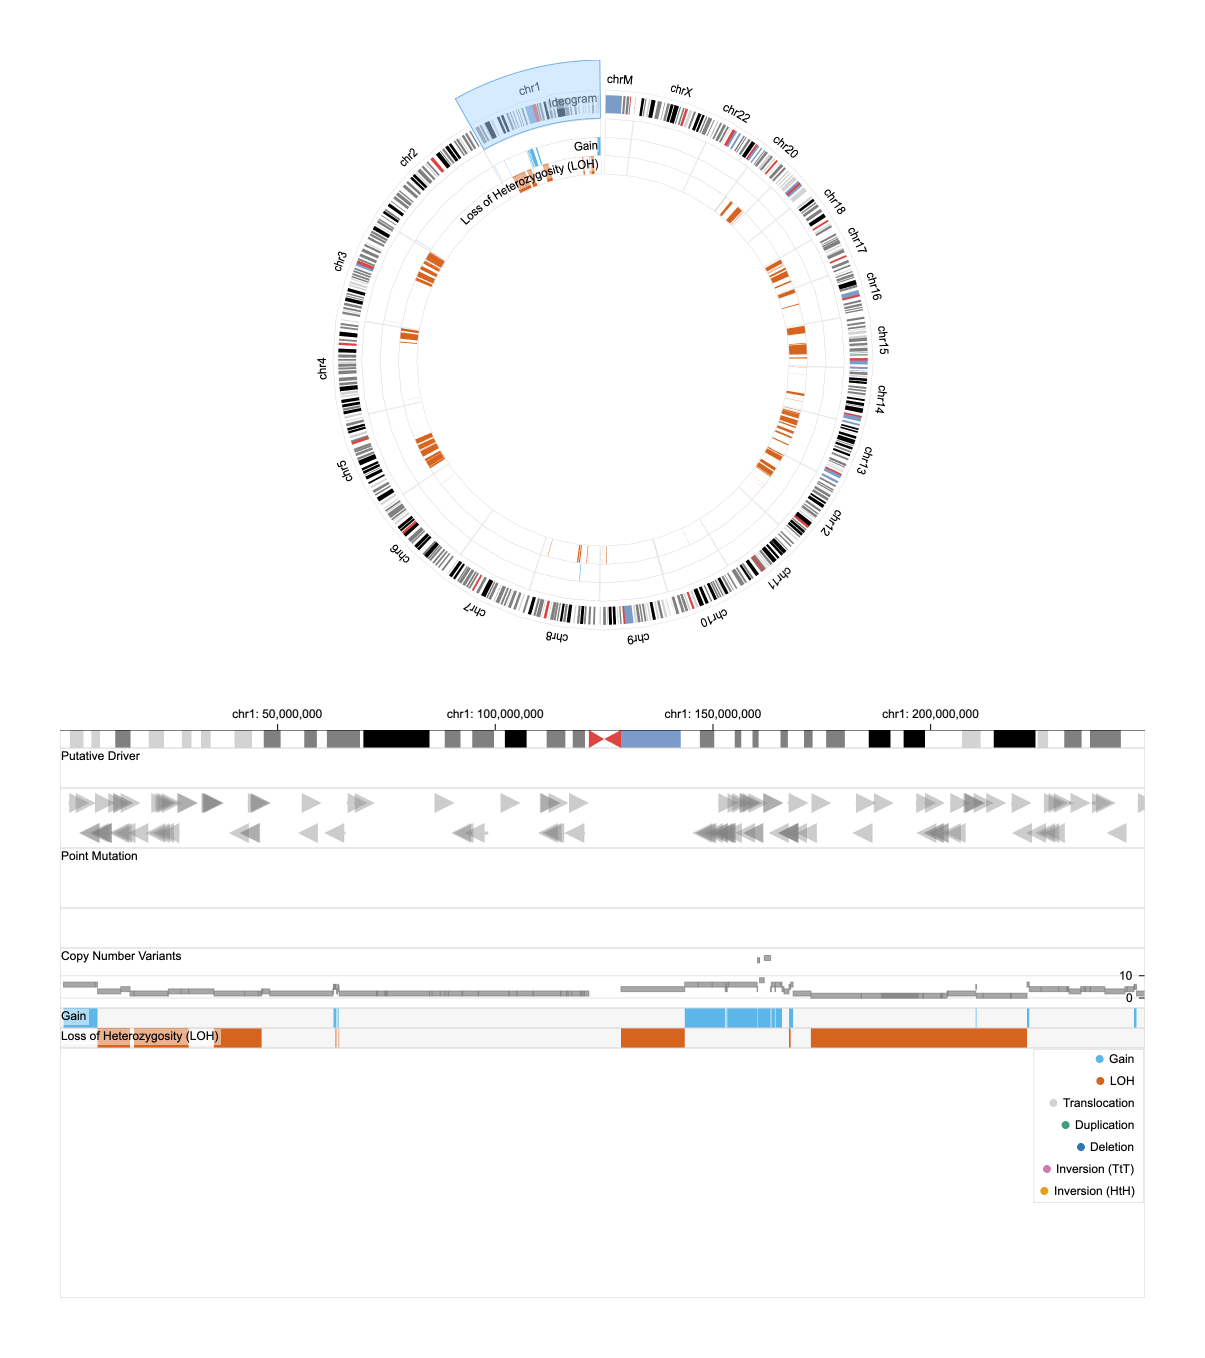 chrM
chrX
chr22
chr20
chr18
chr17
chr16
chr15
chr14
chr13
chr12
chr11
chr10
chr9
chr8
chr7
chr6
chr5
chr4
chr3
chr2
chr1
Ideogram
Gain
Loss of Heterozygosity (LOH)
chr1: 50,000,000 chr1: 100,000,000 chr1: 150,000,000 chr1: 200,000,000
Putative Driver
Point Mutation
Copy Number Variants
10
0
Gain
Loss of Heterozygosity (LOH)
Gain
LOH
Translocation
Duplication
Deletion
Inversion (TtT)
Inversion (HtH)